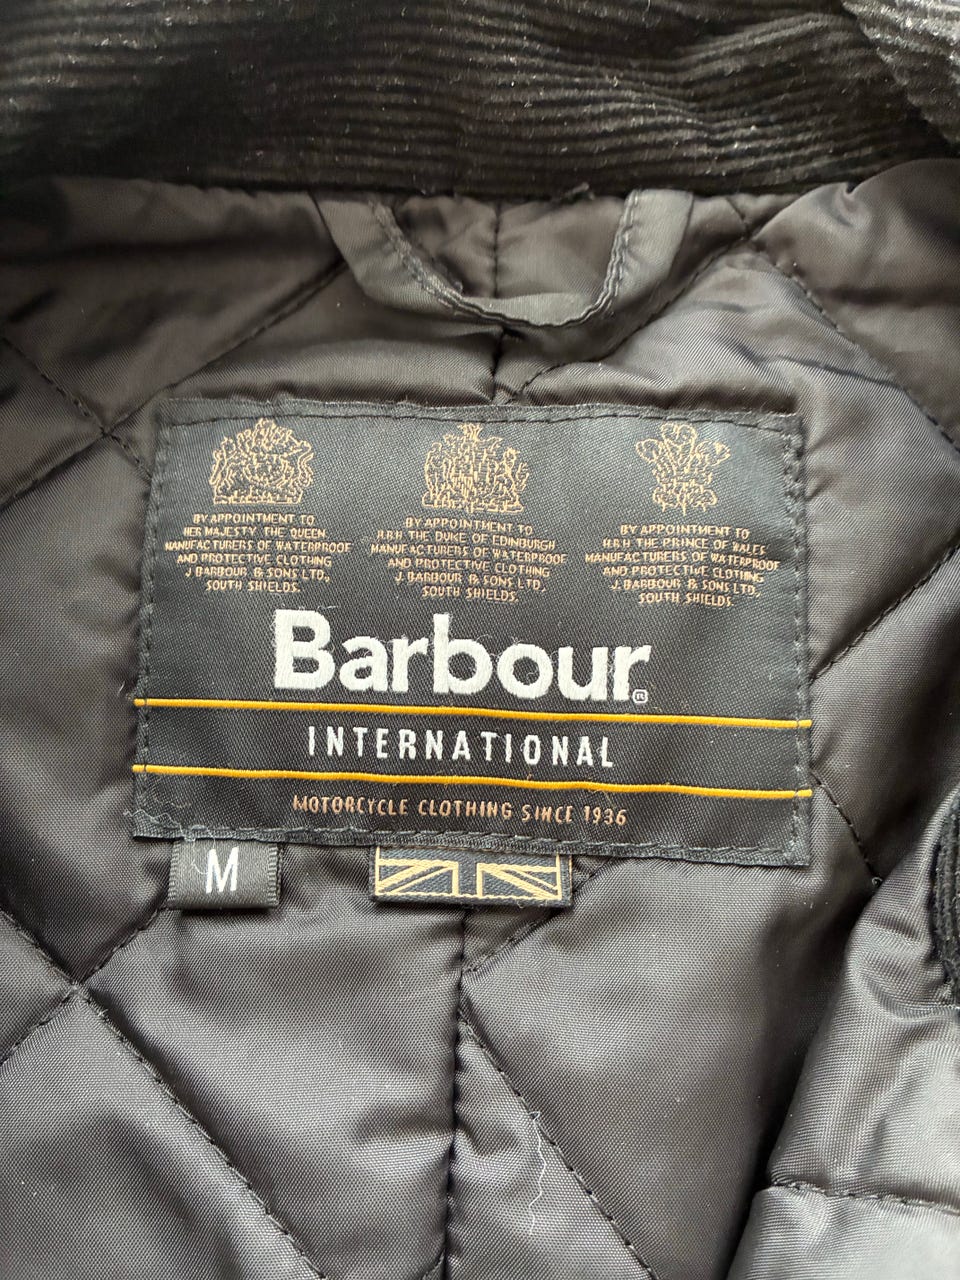 BY APPOINTMENT TO
HER MAJESTY THE QUEEN
MANUFACTURERS OF WATERPROOF
AND PROTECTIVE CLOTHING
J. BARBOUR & SONS LTD,
SOUTH SHIELDS.
BY APPOINTMENT TO
H.R.H THE DUKE OF EDINBURGH
MANUFACTURERS OF WATERPROOF
AND PROTECTIVE CLOTHING
J. BARBOUR & SONS LTD,
SOUTH SHIELDS.
BY APPOINTMENT TO
H.R.H THE PRINCE OF WALES
MANUFACTURERS OF WATERPROOF
AND PROTECTIVE CLOTHING
J. BARBOUR & SONS LTD,
SOUTH SHIELDS.
Barbour®
INTERNATIONAL
MOTORCYCLE CLOTHING SINCE 1936
M